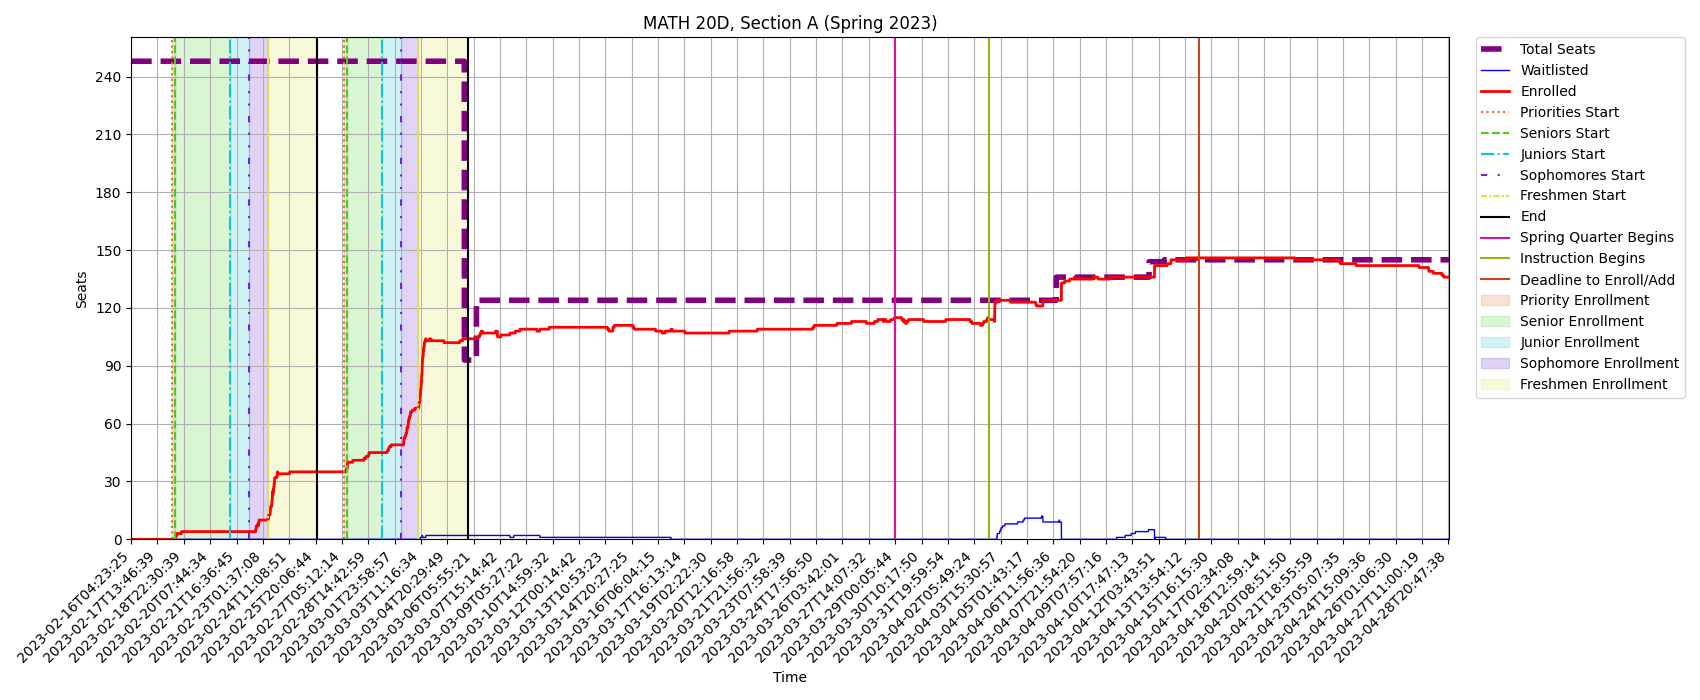 MATH 20D, Section A (Spring 2023)
Seats
240
210
180
150
120
90
60
30
0
2023-02-16T04:23:25
2023-02-17T13:46:39
2023-02-18T22:30:39
2023-02-20T07:44:34
2023-02-21T16:36:45
2023-02-23T01:37:08
2023-02-24T11:08:51
2023-02-25T20:06:44
2023-02-27T05:12:14
2023-02-28T14:42:59
2023-03-01T23:58:57
2023-03-03T11:16:34
2023-03-04T20:29:49
2023-03-06T05:55:21
2023-03-07T15:14:42
2023-03-09T05:27:22
2023-03-10T14:59:32
2023-03-12T00:14:42
2023-03-13T10:53:23
2023-03-14T20:27:25
2023-03-16T06:04:15
2023-03-17T16:13:14
2023-03-19T02:22:30
2023-03-20T12:16:58
2023-03-21T21:56:32
2023-03-23T07:58:39
2023-03-24T17:56:50
2023-03-26T03:42:01
2023-03-27T14:07:32
2023-03-29T00:05:44
2023-03-30T10:17:50
2023-03-31T19:59:54
2023-04-02T05:49:24
2023-04-03T15:30:57
2023-04-05T01:43:17
2023-04-06T11:56:36
2023-04-07T21:54:20
2023-04-09T07:57:16
2023-04-10T17:47:13
2023-04-12T03:43:51
2023-04-13T13:54:12
2023-04-15T16:15:30
2023-04-17T02:34:08
2023-04-18T12:59:14
2023-04-20T08:51:50
2023-04-21T18:55:59
2023-04-23T05:07:35
2023-04-24T15:09:36
2023-04-26T01:06:30
2023-04-27T11:00:19
2023-04-28T20:47:38
Time
Total Seats
Waitlisted
Enrolled
Priorities Start
Seniors Start
Juniors Start
Sophomores Start
Freshmen Start
End
Spring Quarter Begins
Instruction Begins
Deadline to Enroll/Add
Priority Enrollment
Senior Enrollment
Junior Enrollment
Sophomore Enrollment
Freshmen Enrollment